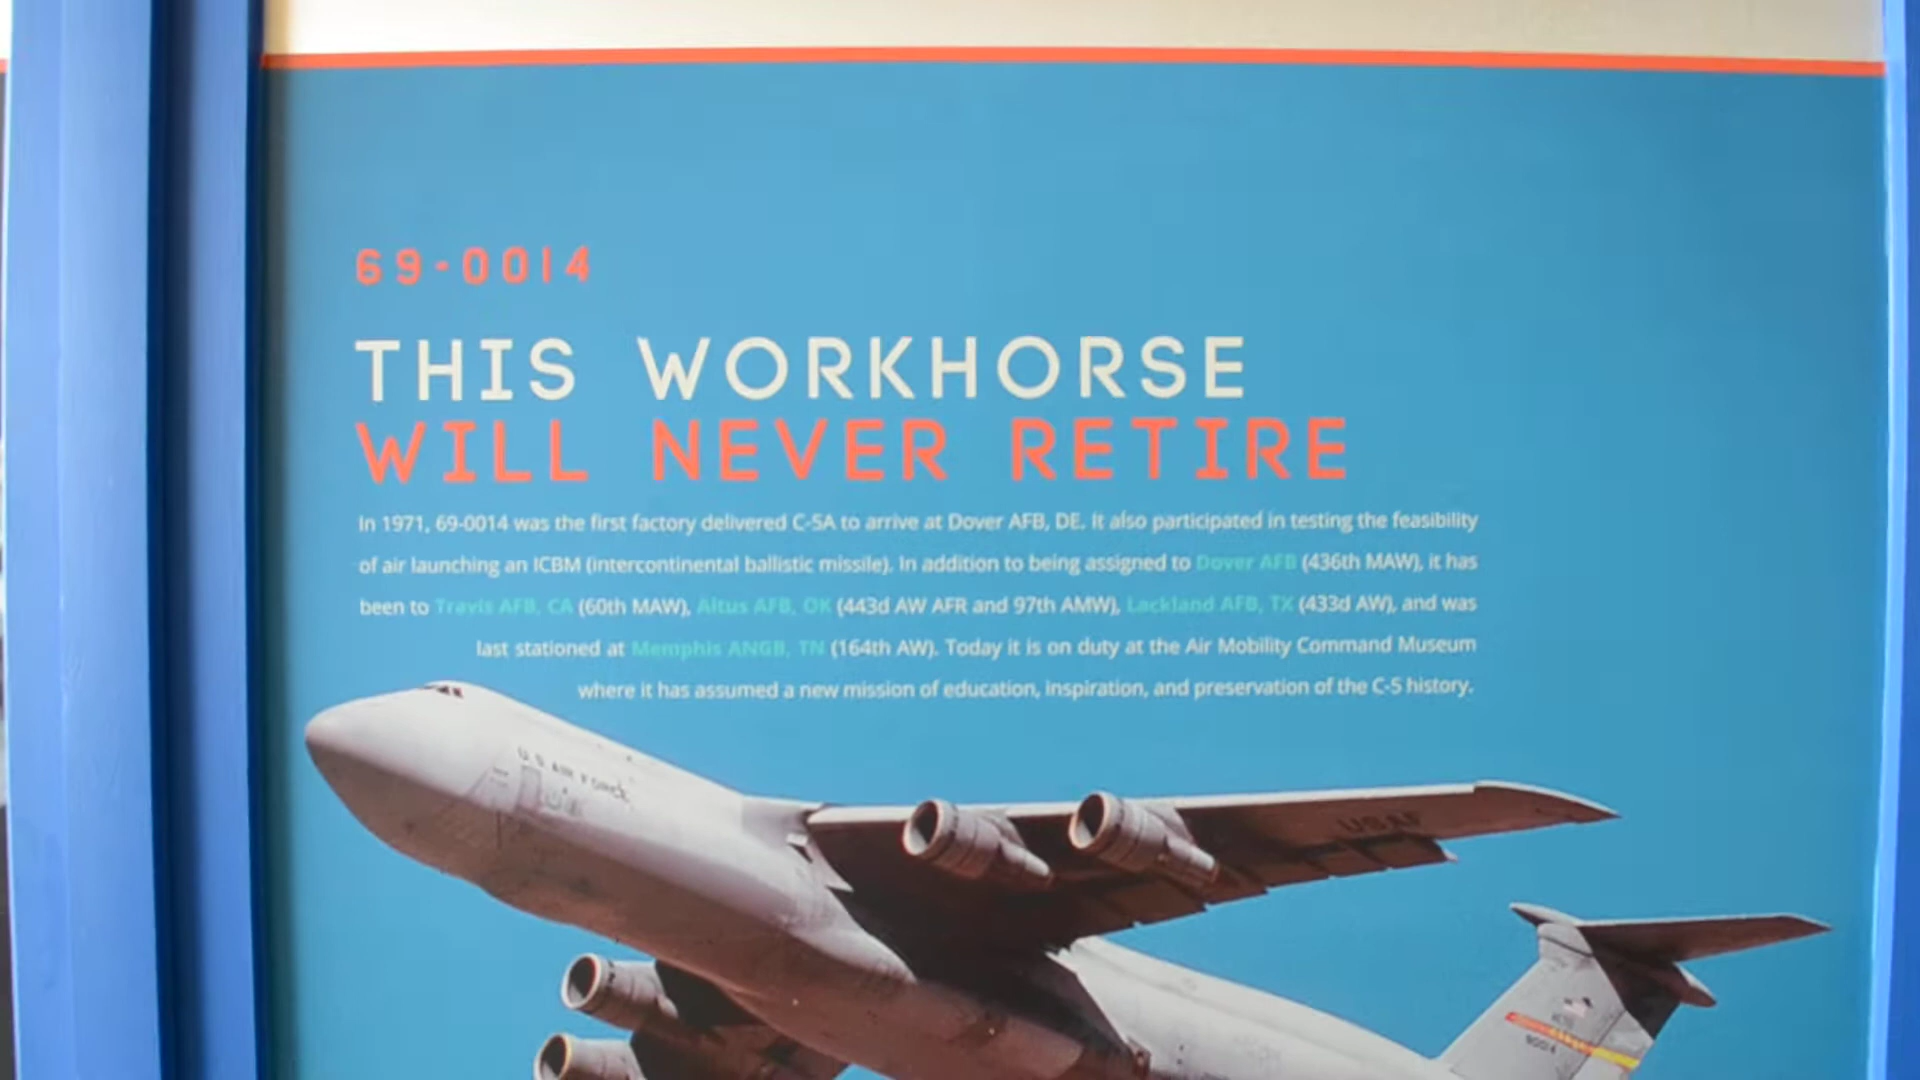 69-0014
THIS WORKHORSE
WILL NEVER RETIRE
In 1971, 69-0014 was the first factory delivered C-5A to arrive at Dover AFB, DE. It also participated in testing the feasibility
of air launching an ICBM (intercontinental ballistic missile). In addition to being assigned to Dover AFB (436th MAW), it has
been to Travis AFB, CA (60th MAW), Altus AFB, OK (443d AW AFR and 97th AMW), Lackland AFB, TX (433d AW), and was
last stationed at Memphis ANGB, TN (164th AW). Today it is on duty at the Air Mobility Command Museum
where it has assumed a new mission of education, inspiration, and preservation of the C-5 history.
U.S. AIR FORCE
USAF
90014